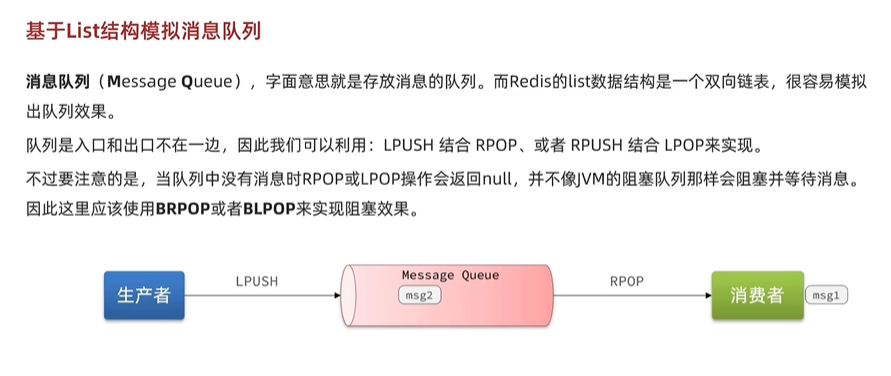 基于List结构模拟消息队列
消息队列（Message Queue），字面意思就是存放消息的队列。而Redis的list数据结构是一个双向链表，很容易模拟
出队列效果。
队列是入口和出口不在一边，因此我们可以利用：LPUSH 结合 RPOP、或者 RPUSH 结合 LPOP来实现。
不过要注意的是，当队列中没有消息时RPOP或LPOP操作会返回null，并不像JVM的阻塞队列那样会阻塞并等待消息。
因此这里应该使用BRPOP或者BLPOP来实现阻塞效果。
生产者
LPUSH
Message Queue
msg2
RPOP
消费者
msg1